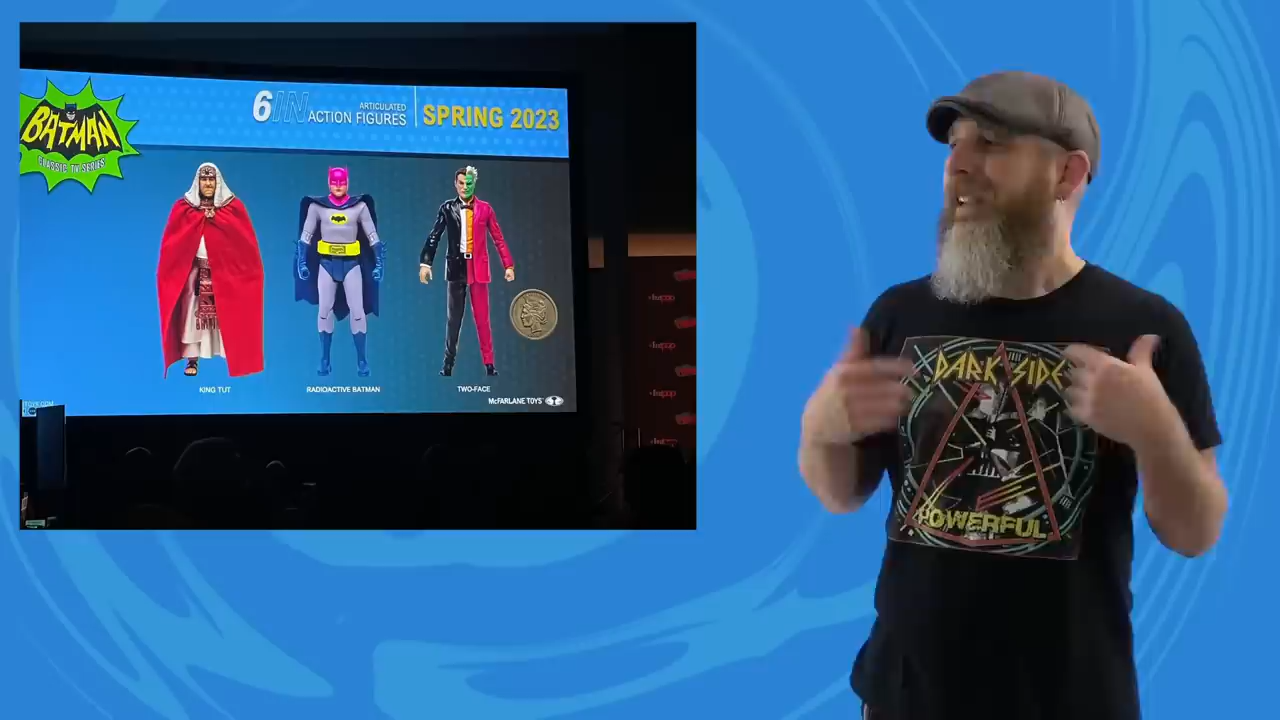 BATMAN
CLASSIC TV SERIES
6IN
ARTICULATED
ACTION FIGURES
SPRING 2023
KING TUT
RADIOACTIVE BATMAN
TWO-FACE
McFARLANE TOYS
DARK SIDE
POWERFUL